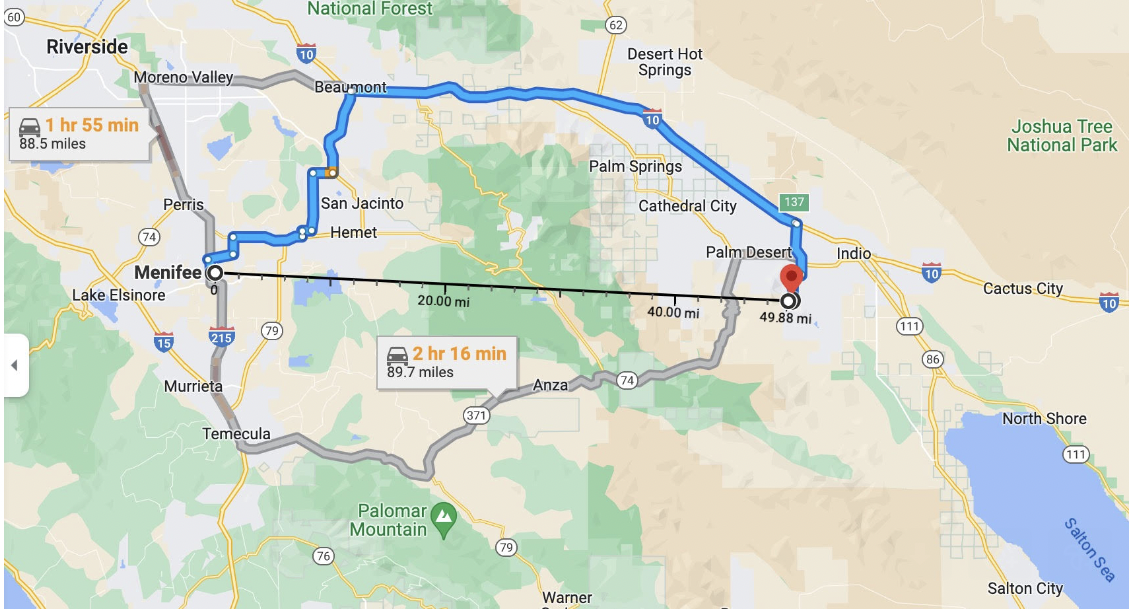 National Forest
60
62
Riverside
10
Desert Hot
Springs
Moreno Valley
Beaumont
10
1 hr 55 min
88.5 miles
Joshua Tree
National Park
Palm Springs
Perris
San Jacinto
Cathedral City
137
74
Hemet
Palm Desert
Indio
Menifee
10
0
Lake Elsinore
20.00 mi
40.00 mi
49.88 mi
Cactus City
10
15
215
79
111
2 hr 16 min
89.7 miles
86
Murrieta
Anza
74
371
North Shore
Temecula
111
Palomar
Mountain
Salton Sea
76
79
Salton City
Warner